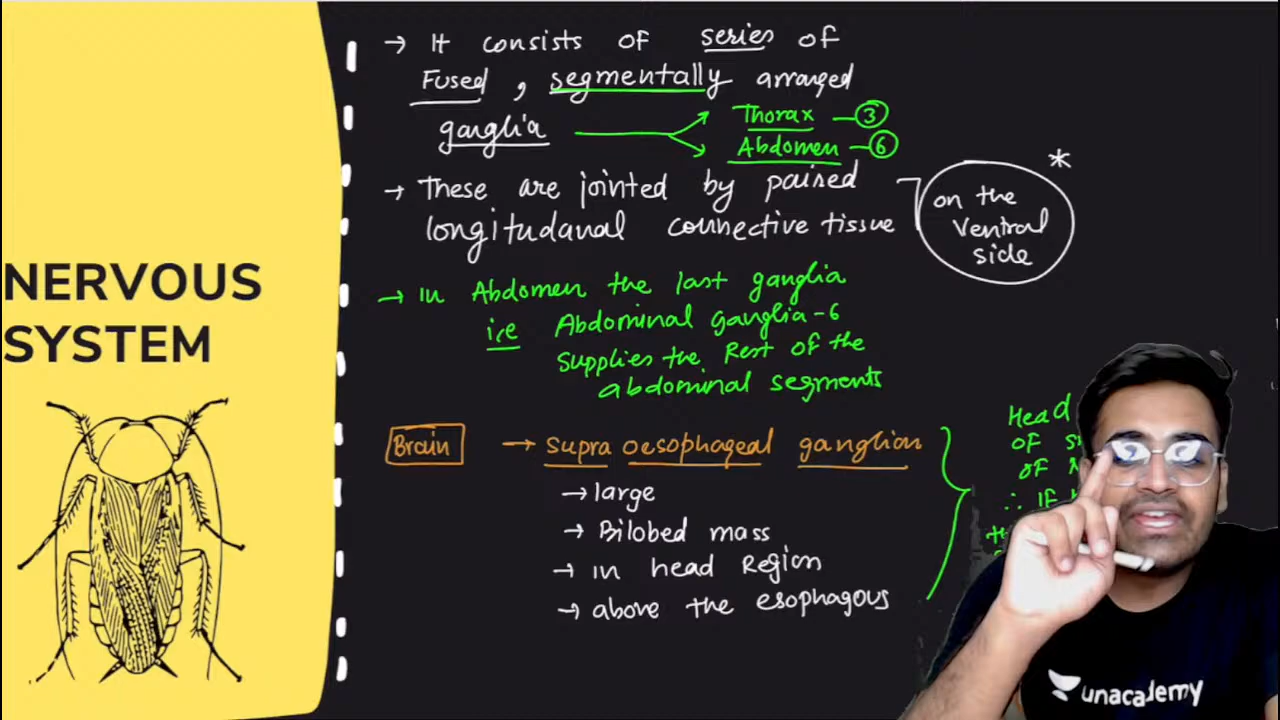 NERVOUS
SYSTEM
→ It consists of series of
Fused, segmentally arranged
ganglia → Thorax - 3
Abdomen - 6
→ These are jointed by paired
longitudanal connective tissue
on the
ventral
side
*
→ In Abdomen the last ganglia
i,e Abdominal ganglia - 6
supplies the Rest of the
abdominal segments
Brain → supra oesophageal ganglion
→ large
→ Bilobed mass
→ in head Region
→ above the esophagous
Head
of
of
∴ If
unacademy